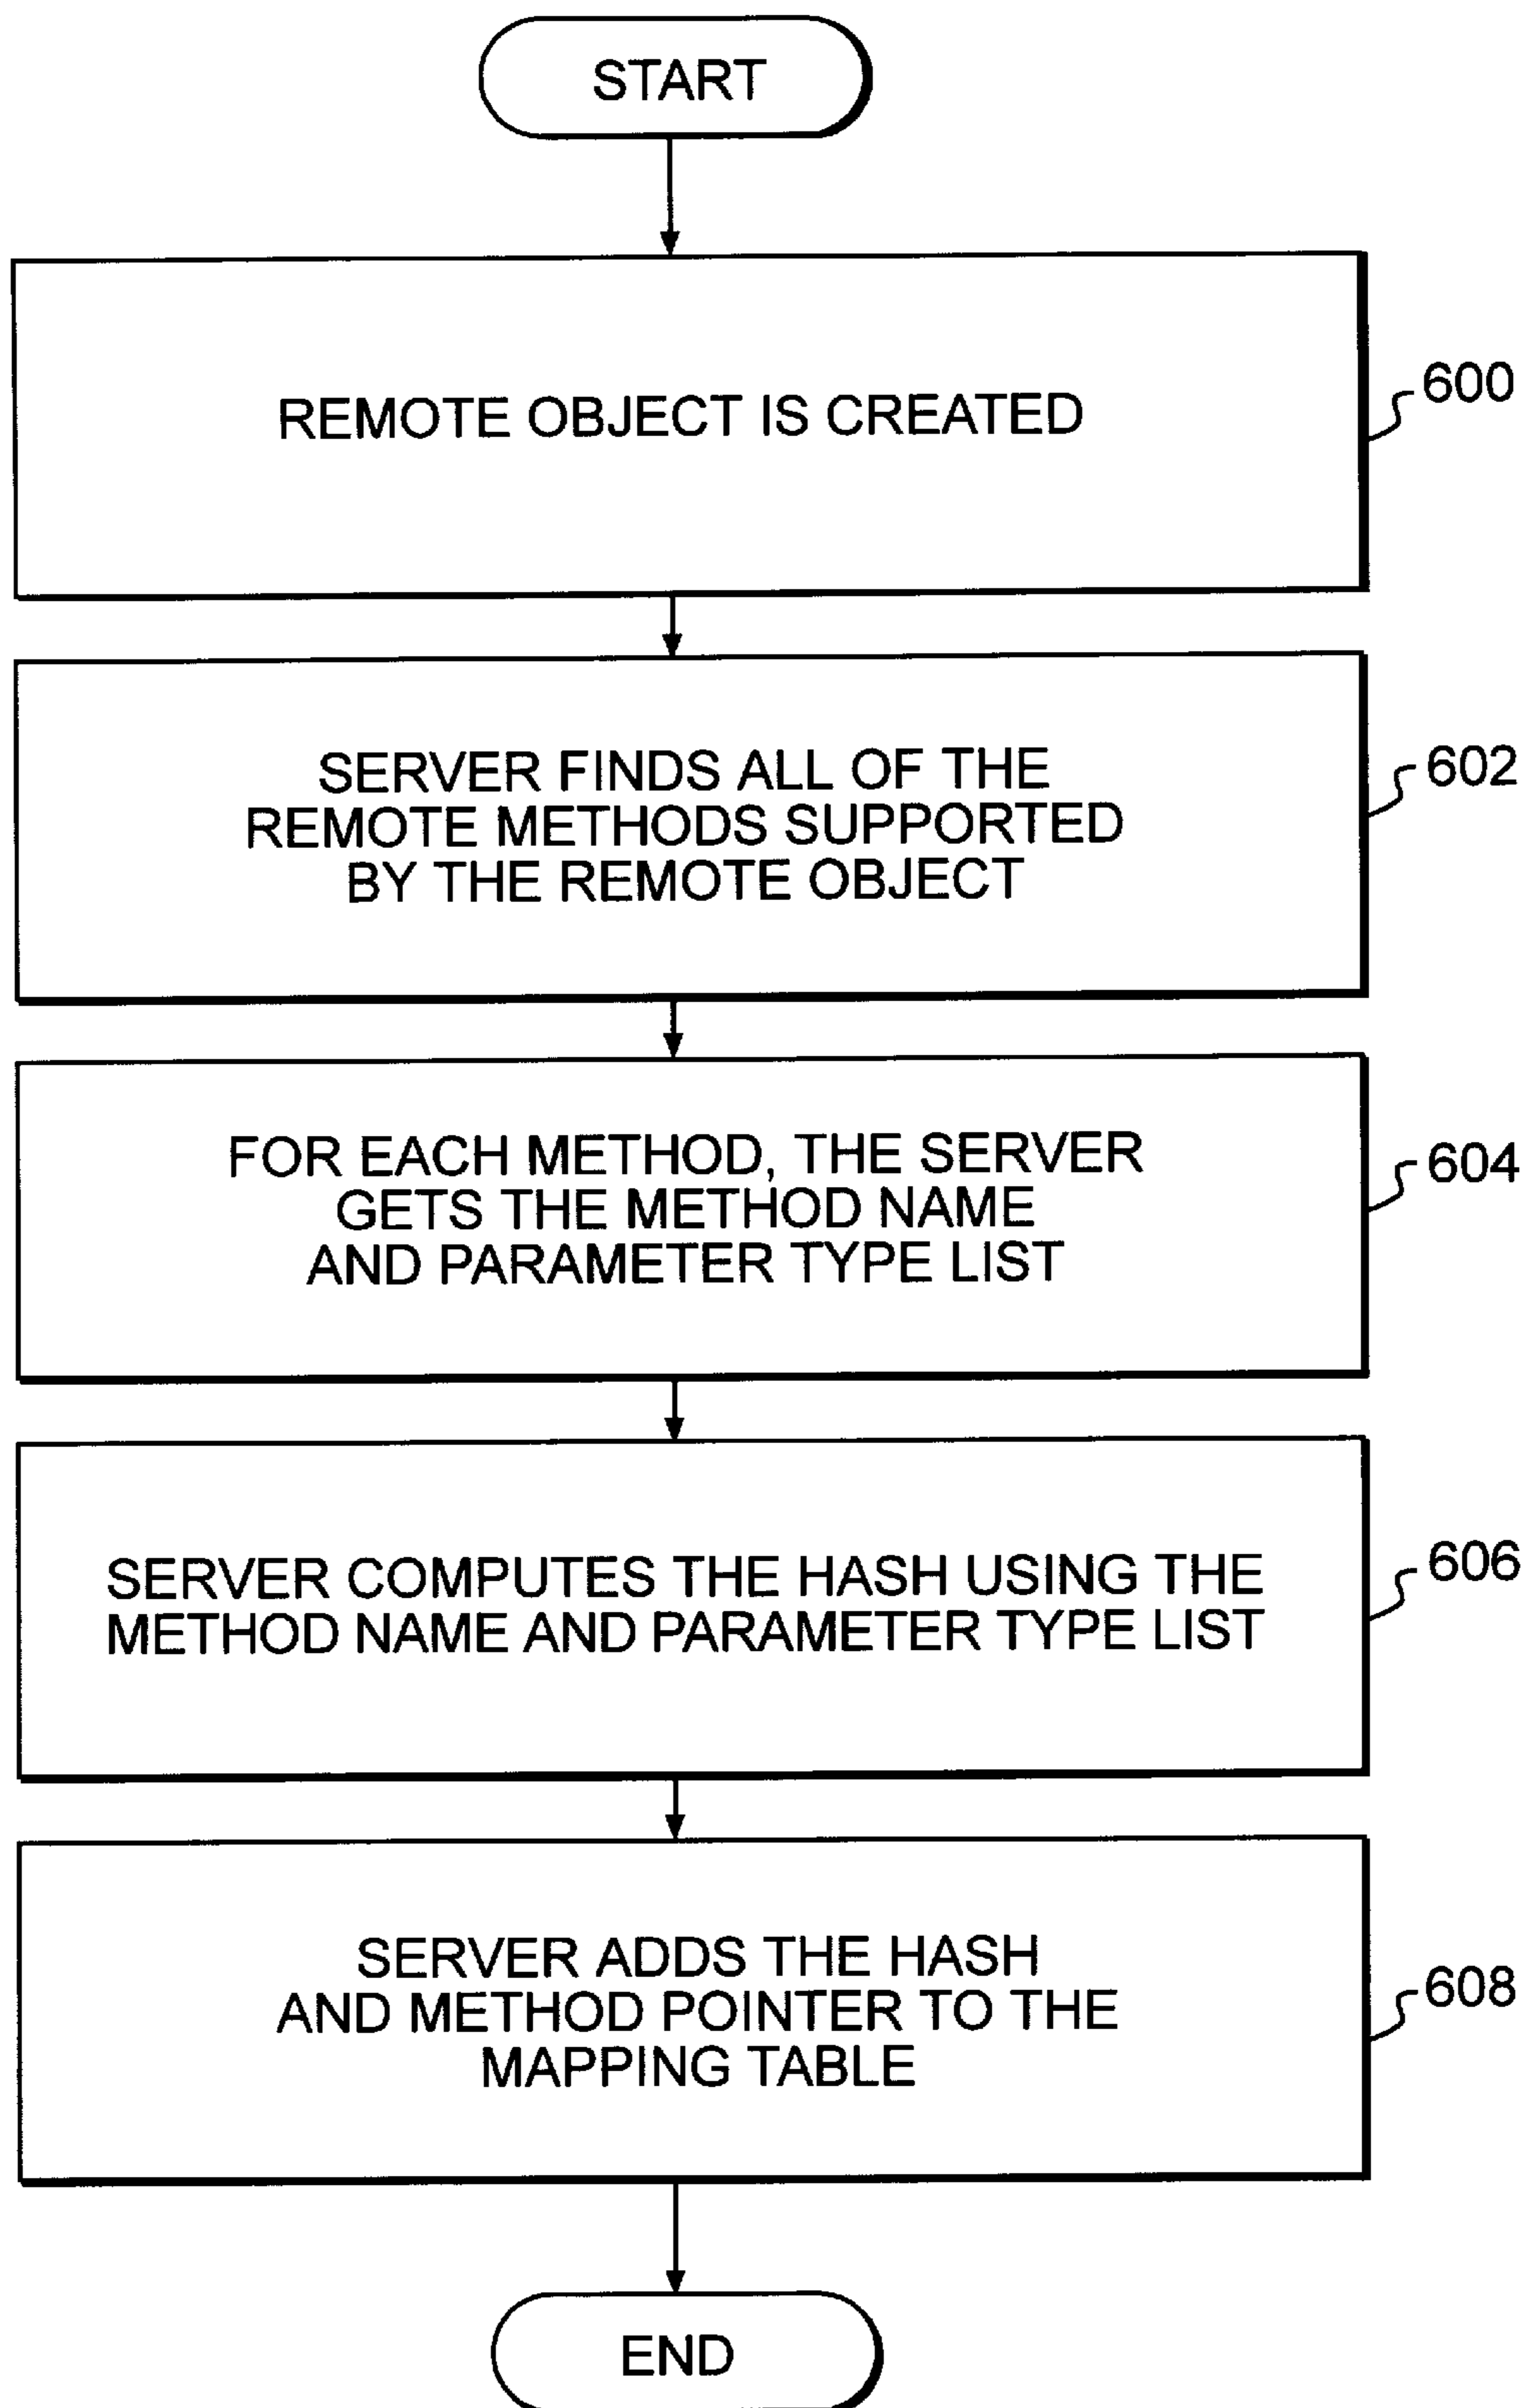 START
REMOTE OBJECT IS CREATED
600
SERVER FINDS ALL OF THE
REMOTE METHODS SUPPORTED
BY THE REMOTE OBJECT
602
FOR EACH METHOD, THE SERVER
GETS THE METHOD NAME
AND PARAMETER TYPE LIST
604
SERVER COMPUTES THE HASH USING THE
METHOD NAME AND PARAMETER TYPE LIST
606
SERVER ADDS THE HASH
AND METHOD POINTER TO THE
MAPPING TABLE
608
END